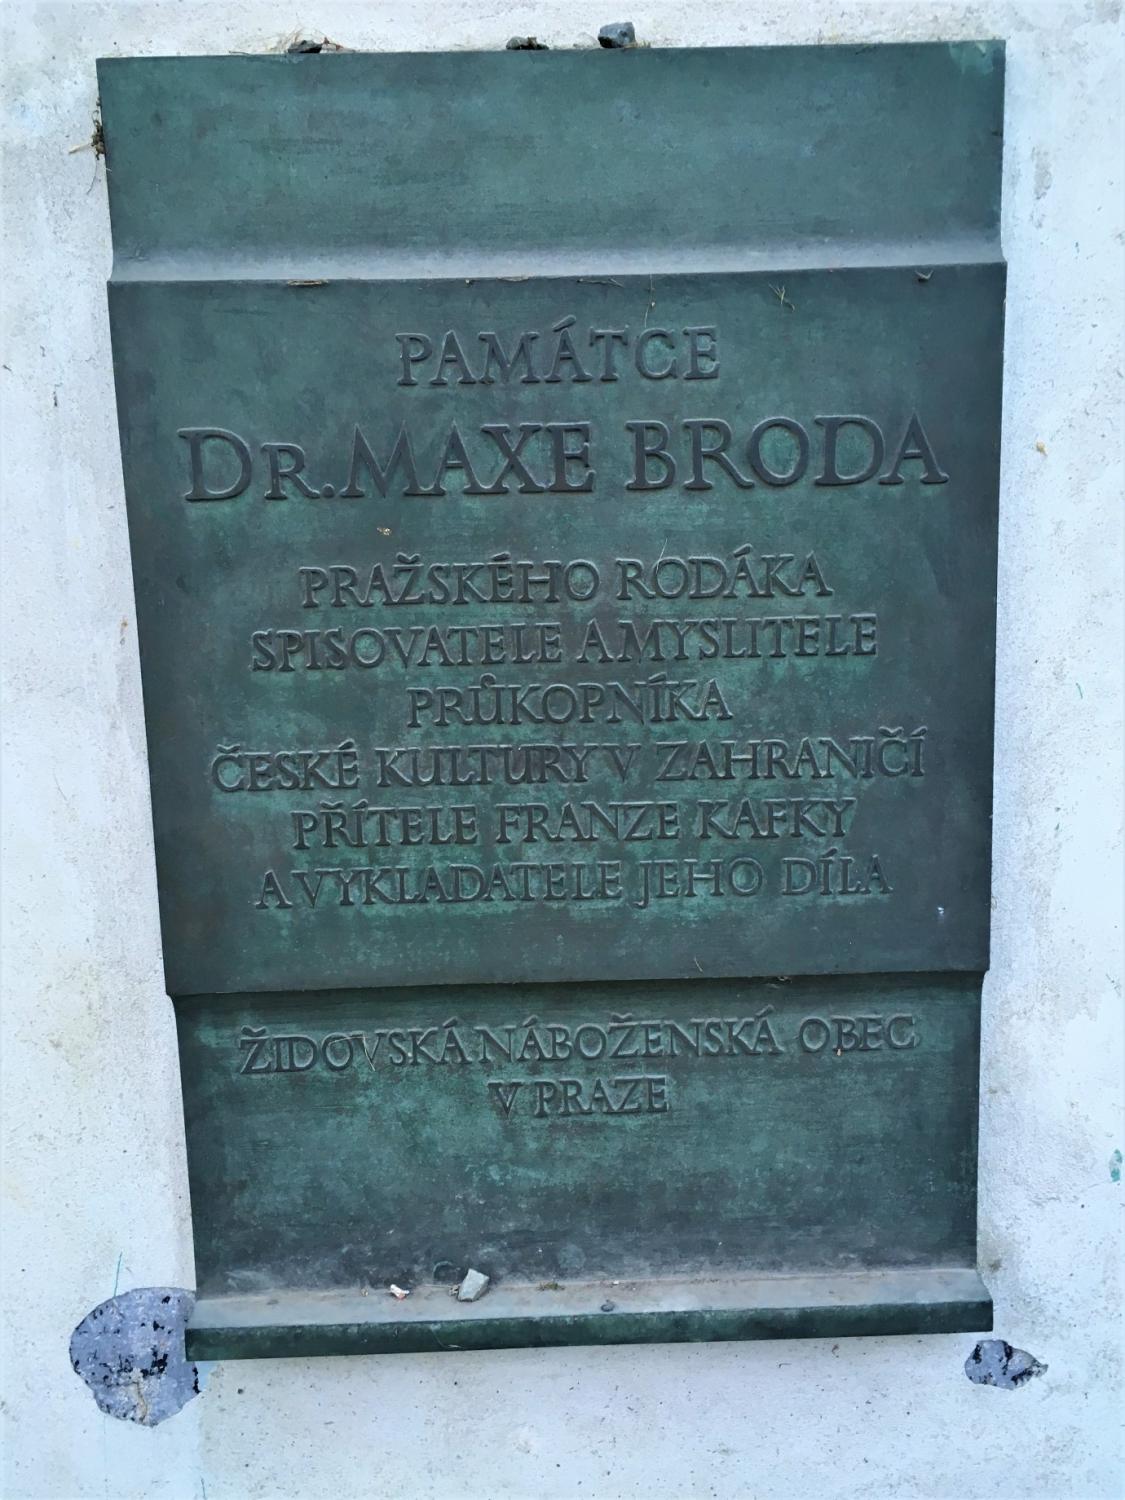 PAMÁTCE
DR. MAXE BRODA
PRAŽSKÉHO RODÁKA
SPISOVATELE A MYSLITELE
PRŮKOPNÍKA
ČESKÉ KULTURY V ZAHRANIČÍ
PŘÍTELE FRANZE KAFKY
A VYKLADATELE JEHO DÍLA
ŽIDOVSKÁ NÁBOŽENSKÁ OBEC
V PRAZE